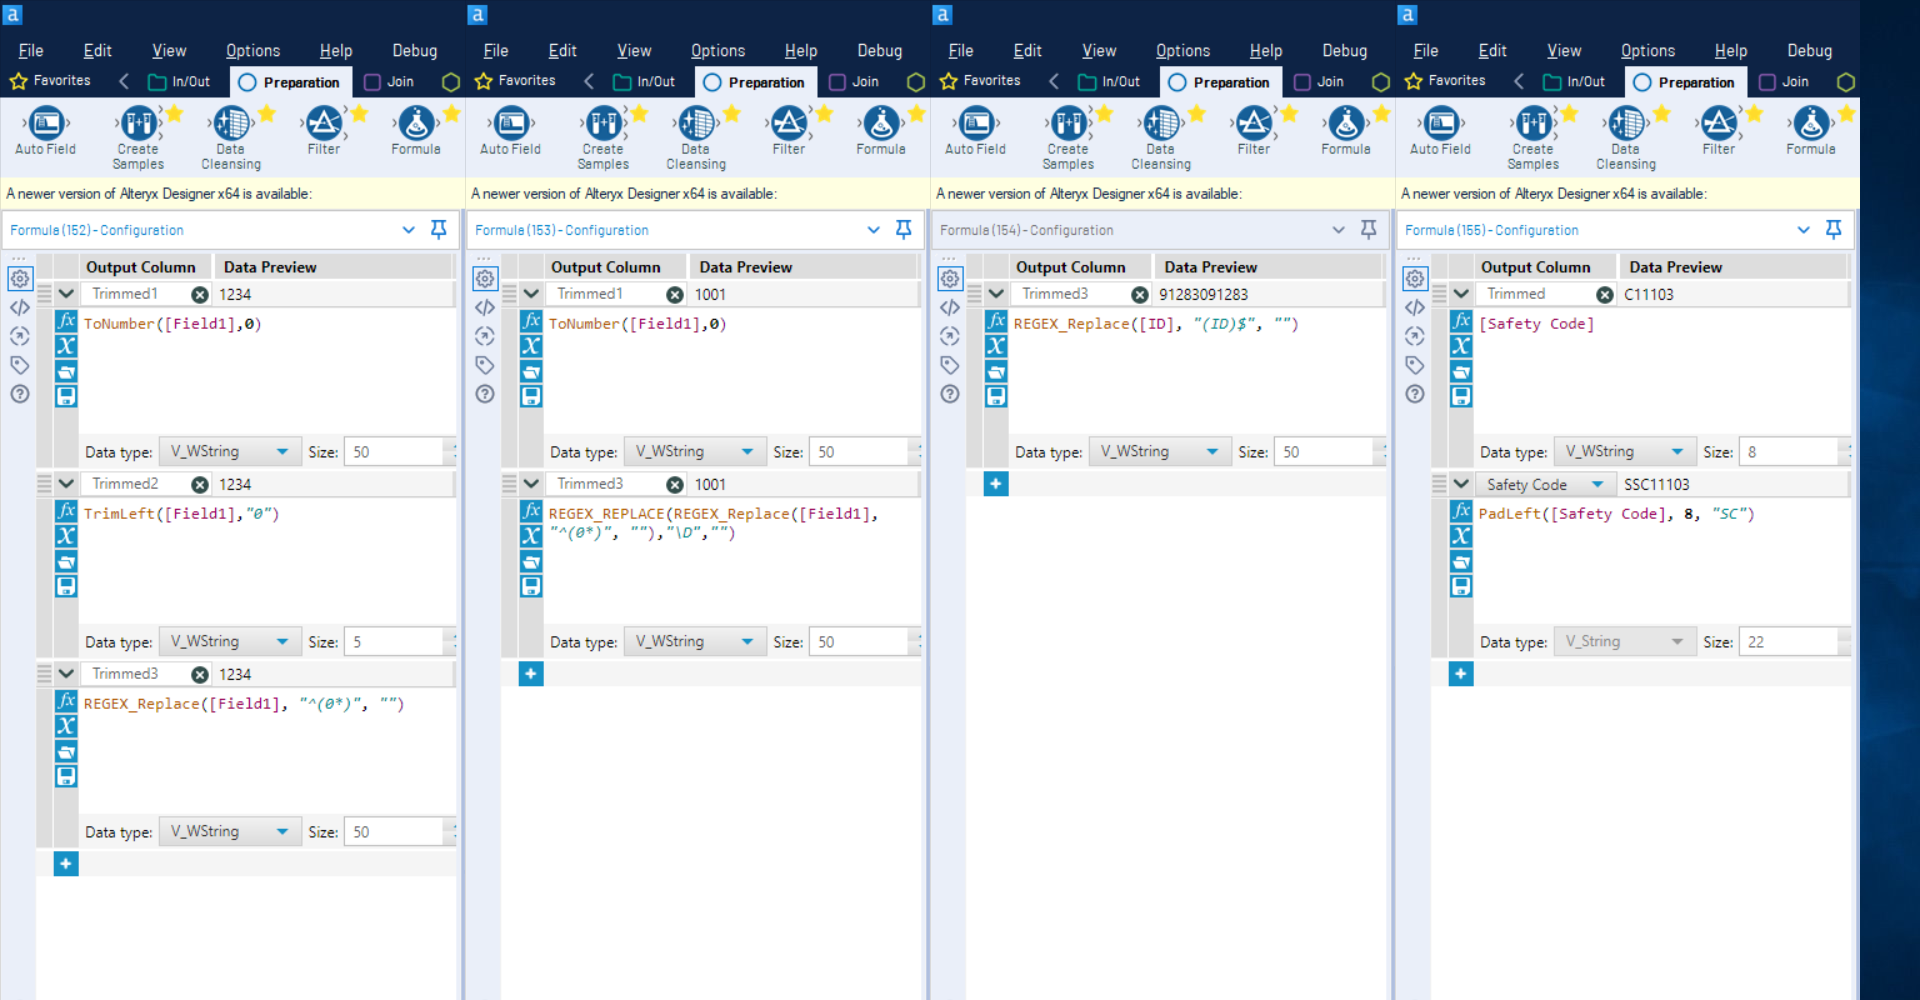 a
File Edit View Options Help Debug
Favorites In/Out Preparation Join
Auto Field Create Samples Data Cleansing Filter Formula
A newer version of Alteryx Designer x64 is available:
Formula (152) - Configuration
Output Column Data Preview
Trimmed1 1234
fx ToNumber([Field1],0)
X
Data type: V_WString Size: 50
Trimmed2 1234
fx TrimLeft([Field1],"0")
X
Data type: V_WString Size: 5
Trimmed3 1234
fx REGEX_Replace([Field1], "^(0*)", "")
X
Data type: V_WString Size: 50
a
File Edit View Options Help Debug
Favorites In/Out Preparation Join
Auto Field Create Samples Data Cleansing Filter Formula
A newer version of Alteryx Designer x64 is available:
Formula (153) - Configuration
Output Column Data Preview
Trimmed1 1001
fx ToNumber([Field1],0)
X
Data type: V_WString Size: 50
Trimmed3 1001
fx REGEX_REPLACE(REGEX_Replace([Field1],
X "^(0*)", ""),"\D","")
Data type: V_WString Size: 50
a
File Edit View Options Help Debug
Favorites In/Out Preparation Join
Auto Field Create Samples Data Cleansing Filter Formula
A newer version of Alteryx Designer x64 is available:
Formula (154) - Configuration
Output Column Data Preview
Trimmed3 91283091283
fx REGEX_Replace([ID], "(ID)$", "")
X
Data type: V_WString Size: 50
a
File Edit View Options Help Debug
Favorites In/Out Preparation Join
Auto Field Create Samples Data Cleansing Filter Formula
A newer version of Alteryx Designer x64 is available:
Formula (155) - Configuration
Output Column Data Preview
Trimmed C11103
fx [Safety Code]
X
Data type: V_WString Size: 8
Safety Code SSC11103
fx PadLeft([Safety Code], 8, "SC")
X
Data type: V_String Size: 22